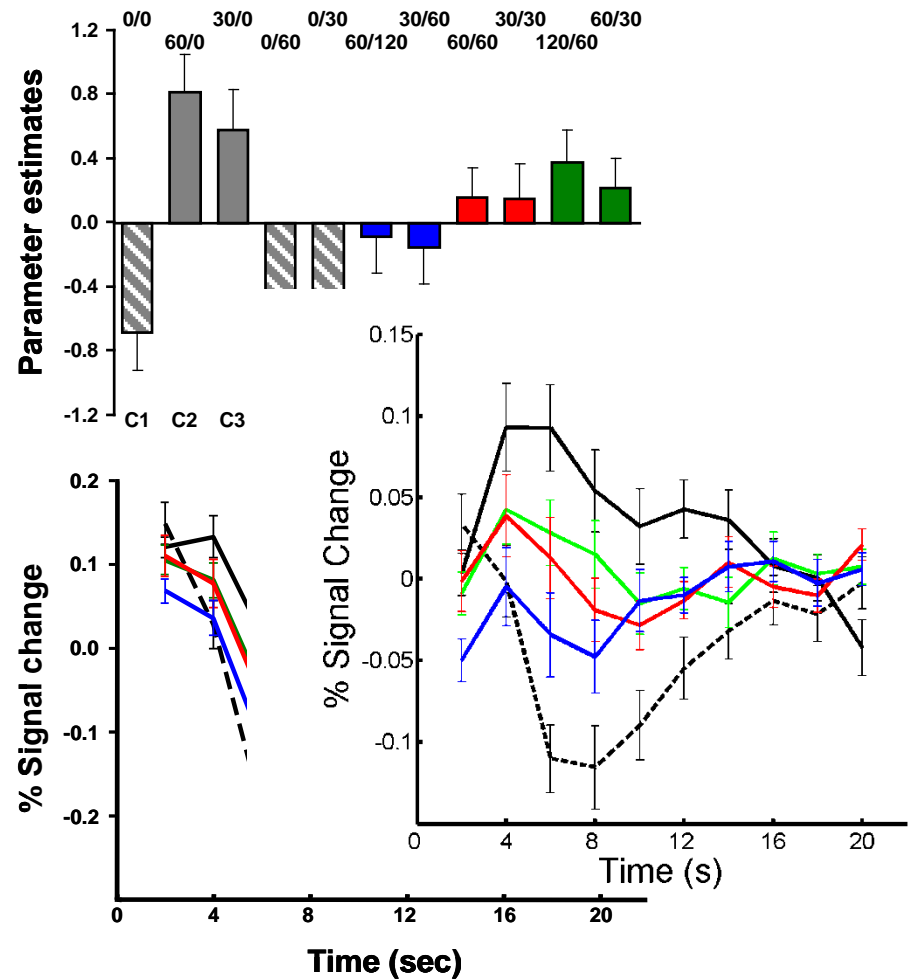 0/0 30/0 0/30 30/60 30/30 60/30
60/0 0/60 60/120 60/60 120/60
1.2
0.8
0.4
0.0
-0.4
-0.8
-1.2
Parameter estimates
C1 C2 C3
0.15
0.1
0.05
0
-0.05
-0.1
% Signal Change
0 4 8 12 16 20
Time (s)
0.2
0.1
0.0
-0.1
-0.2
% Signal change
0 4 8 12 16 20
Time (sec)